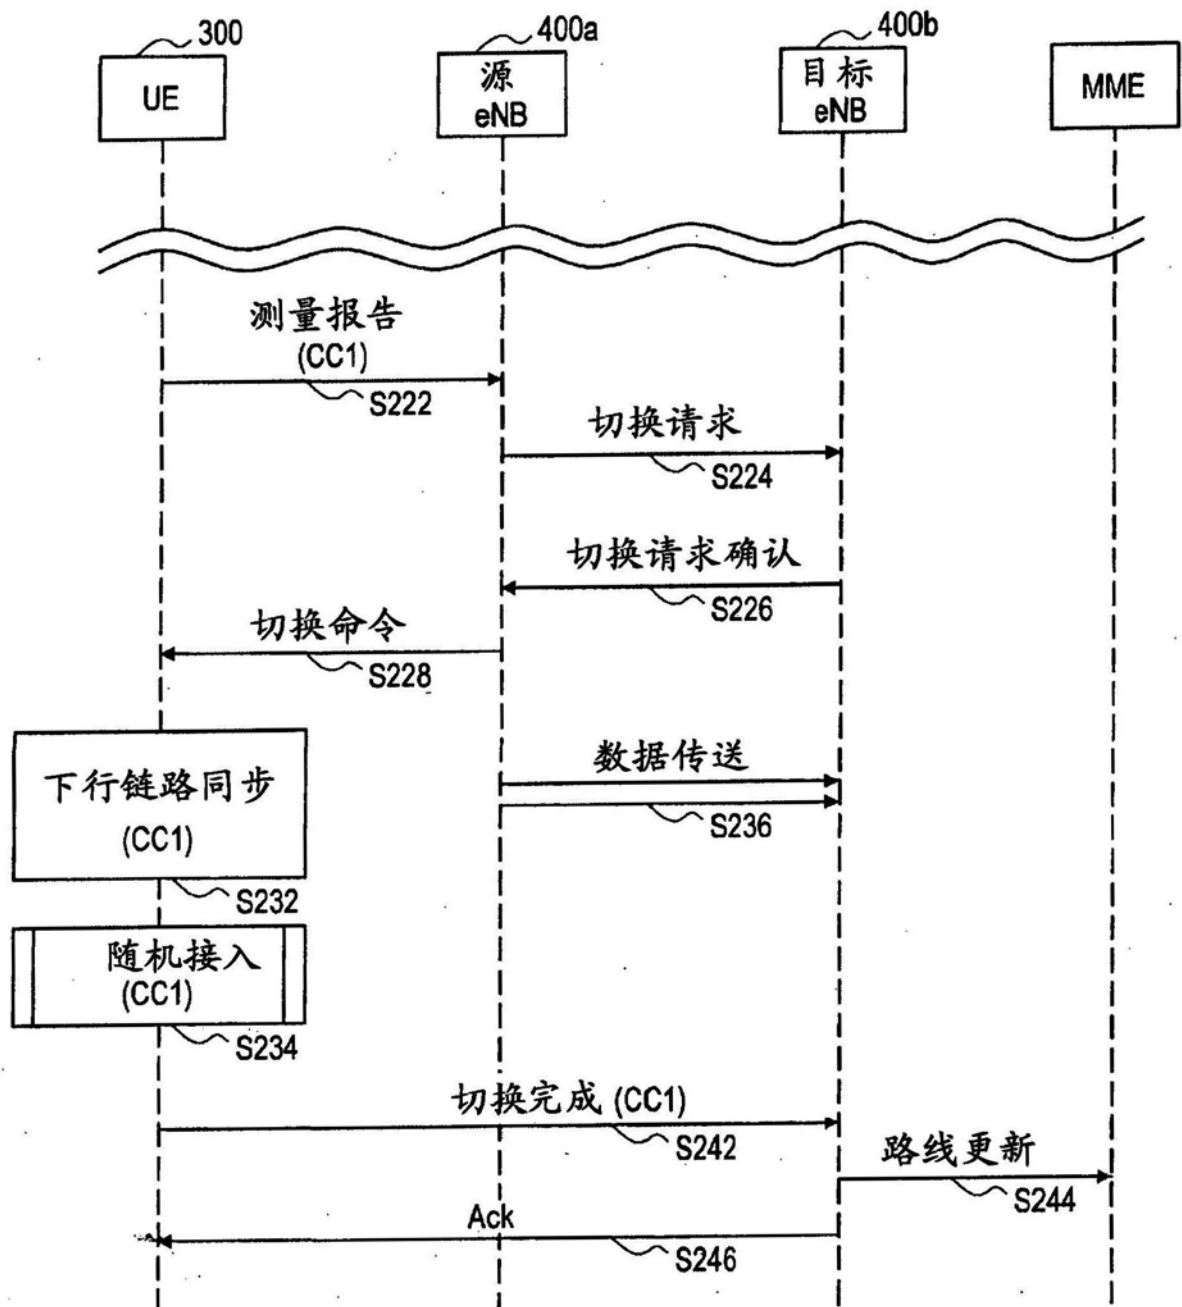 300
400a
400b
UE
源
eNB
目标
eNB
MME
测量报告
(CC1)
S222
切换请求
S224
切换请求确认
S226
切换命令
S228
数据传送
S236
下行链路同步
(CC1)
S232
随机接入
(CC1)
S234
切换完成 (CC1)
S242
路线更新
S244
Ack
S246